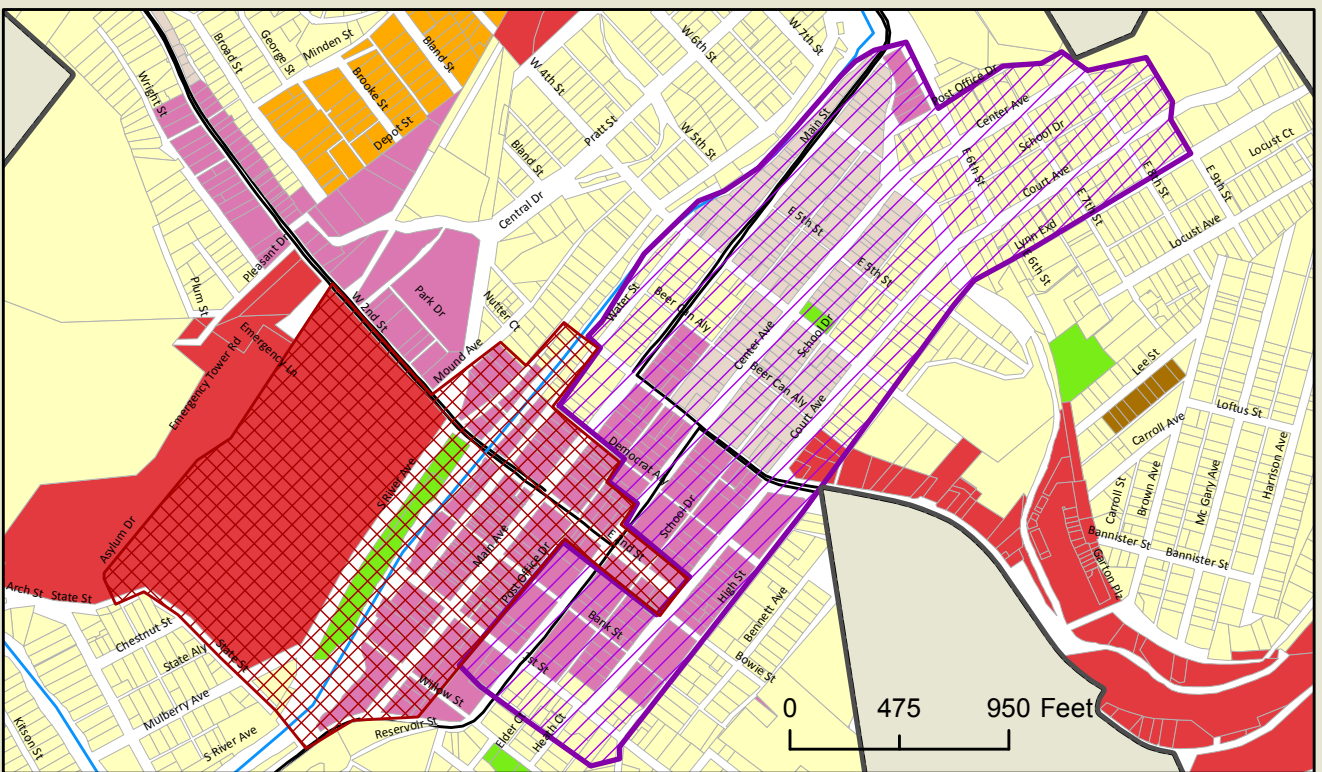 Broad St
George St
Minden St
Bland St
W 6th St
W 7th St
Wright St
Brooke St
W 4th St
Post Office Dr
Center Ave
Depot St
Pratt St
Main St
School Dr
Locust Ct
W 5th St
Bland St
E 6th St
Court Ave
E 8th St
E 9th St
Central Dr
E 7th St
E 5th St
Lynn Exd
Locust Ave
Pleasant Dr
E 5th St
E 6th St
Plum St
Park Dr
Nutter Ct
Water St
Beer Can Aly
W 2nd St
Center Ave
School Dr
Emergency Ln
Mound Ave
Lee St
Emergency Tower Rd
Beer Can Aly
Court Ave
Loftus St
Carroll Ave
Democrat Aly
S River Ave
Harrison Ave
Brown Ave
Mc Gary Ave
Carroll St
School Dr
Asylum Dr
Main Ave
E 2nd St
Bannister St
Bannister St
Post Office Dr
Garton Plz
High St
Arch St
State St
Bennett Ave
Chestnut St
Bank St
State Aly
State St
1st St
Bowie St
Willow St
Mulberry Ave
0 475 950 Feet
Kitson St
S River Ave
Reservoir St
Heath Ct